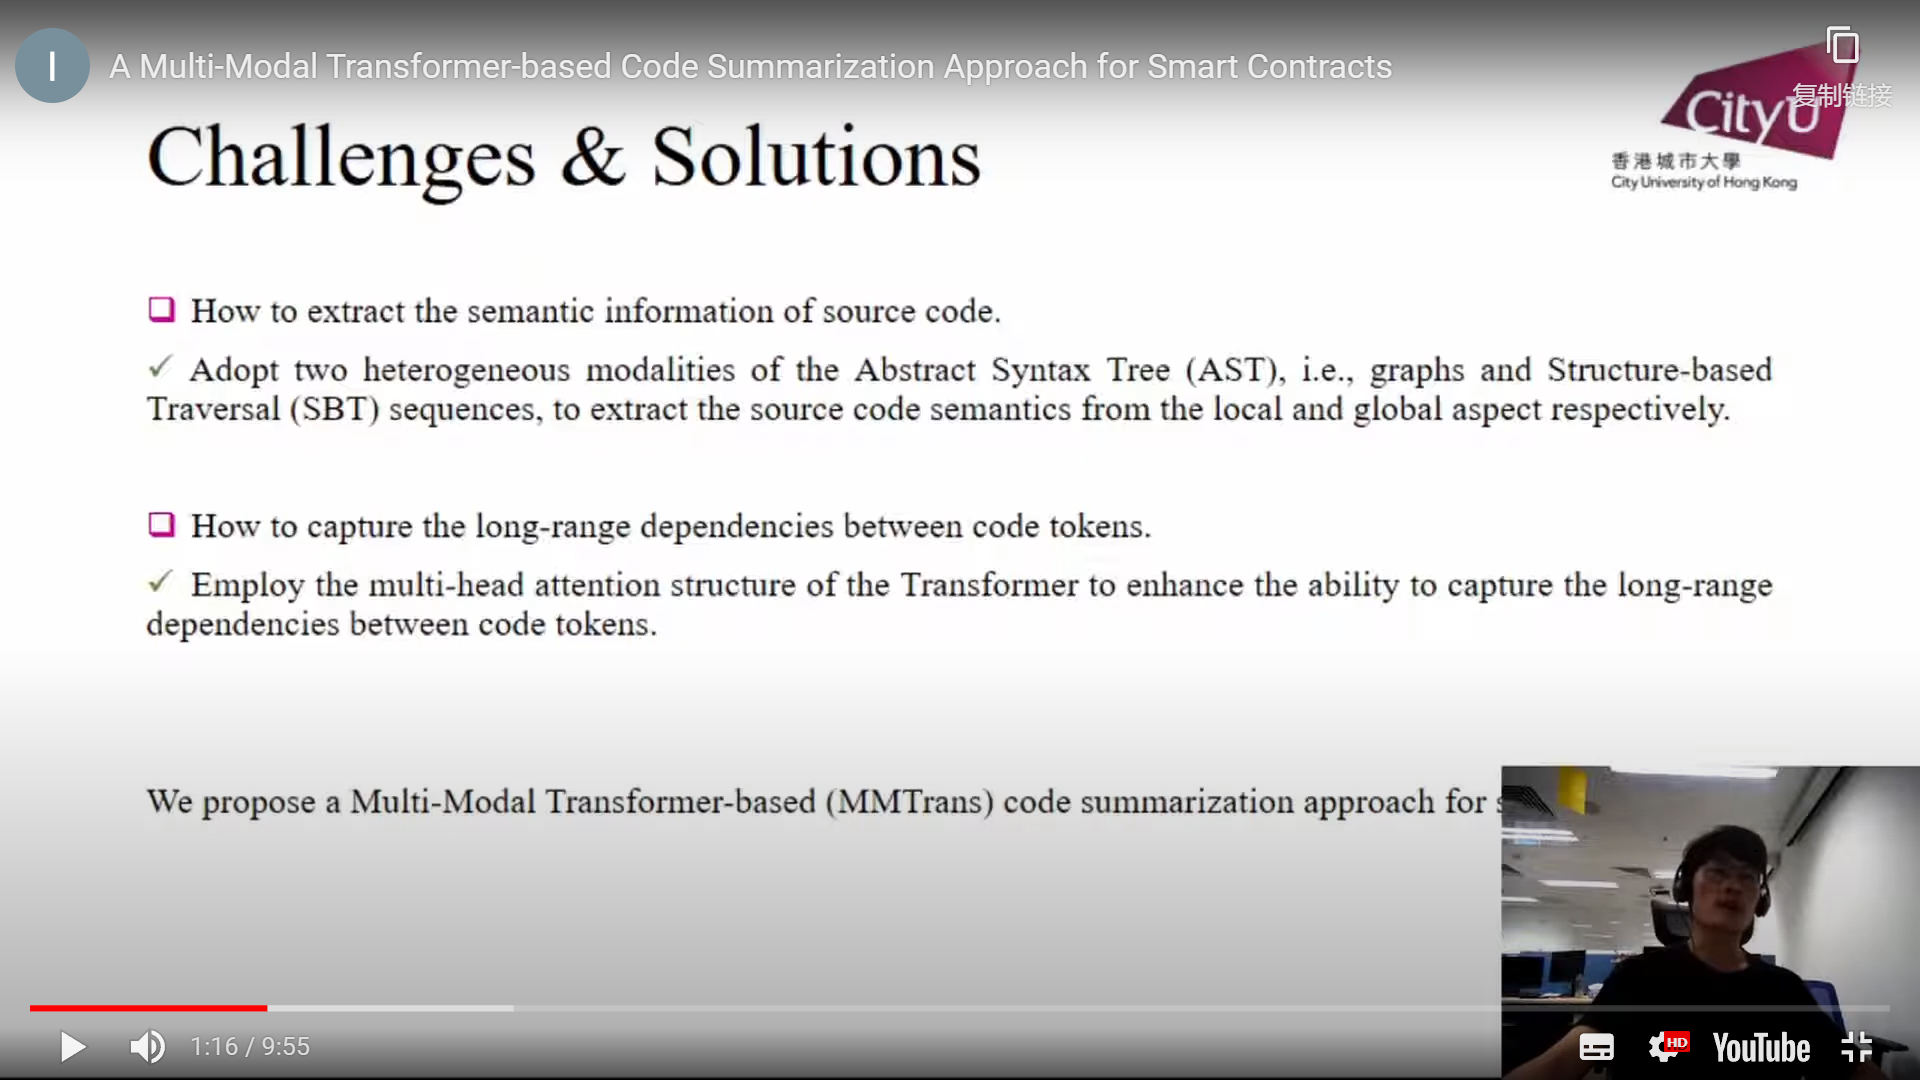 I
A Multi-Modal Transformer-based Code Summarization Approach for Smart Contracts
复制链接
CityU
香港城市大學
City University of Hong Kong
Challenges & Solutions
❑ How to extract the semantic information of source code.
✓ Adopt two heterogeneous modalities of the Abstract Syntax Tree (AST), i.e., graphs and Structure-based
Traversal (SBT) sequences, to extract the source code semantics from the local and global aspect respectively.
❑ How to capture the long-range dependencies between code tokens.
✓ Employ the multi-head attention structure of the Transformer to enhance the ability to capture the long-range
dependencies between code tokens.
We propose a Multi-Modal Transformer-based (MMTrans) code summarization approach for
1:16 / 9:55
HD
YouTube